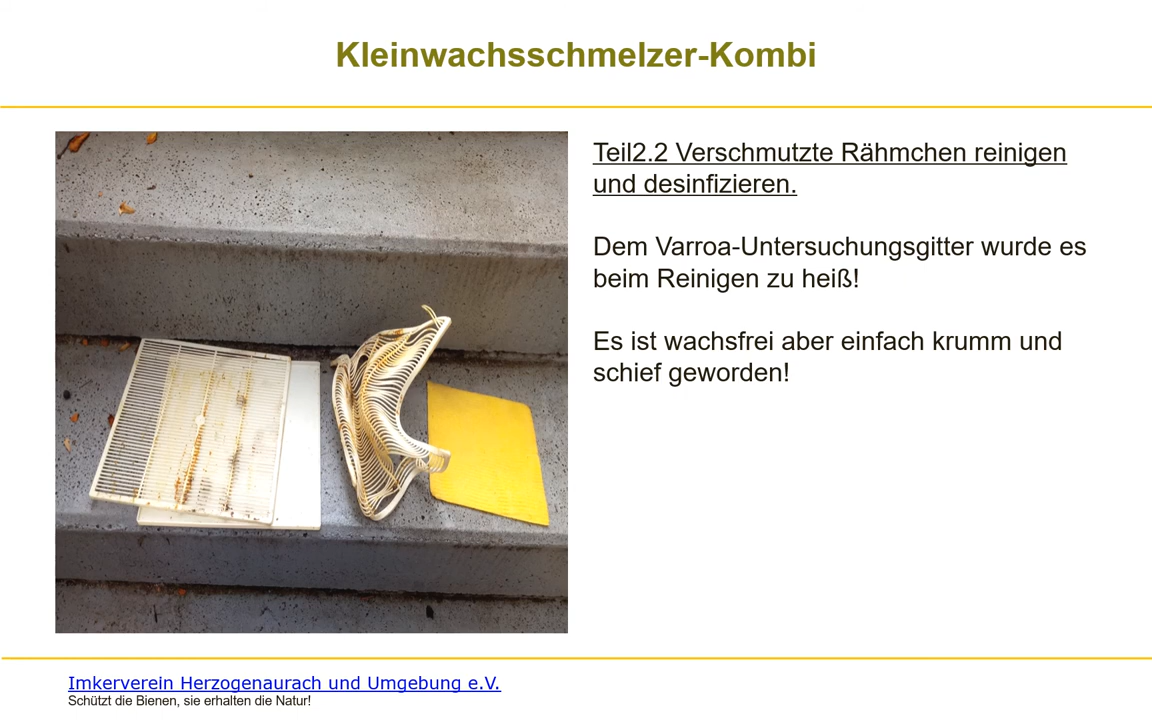 Kleinwachsschmelzer-Kombi
Teil2.2 Verschmutzte Rähmchen reinigen
und desinfizieren.
Dem Varroa-Untersuchungsgitter wurde es
beim Reinigen zu heiß!
Es ist wachsfrei aber einfach krumm und
schief geworden!
Imkerverein Herzogenaurach und Umgebung e.V.
Schützt die Bienen, sie erhalten die Natur!